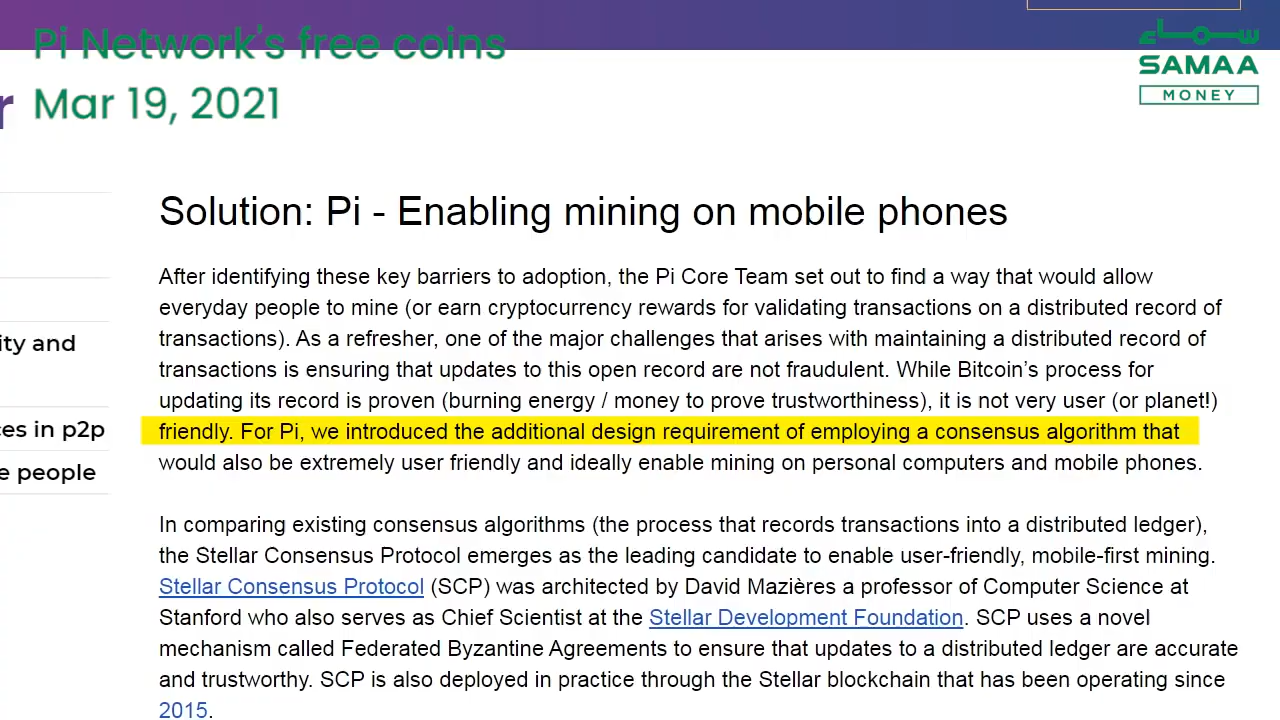 Pi Network's free coins
Mar 19, 2021
سماء
SAMAA
MONEY
r
ity and
ces in p2p
e people
Solution: Pi - Enabling mining on mobile phones
After identifying these key barriers to adoption, the Pi Core Team set out to find a way that would allow
everyday people to mine (or earn cryptocurrency rewards for validating transactions on a distributed record of
transactions). As a refresher, one of the major challenges that arises with maintaining a distributed record of
transactions is ensuring that updates to this open record are not fraudulent. While Bitcoin’s process for
updating its record is proven (burning energy / money to prove trustworthiness), it is not very user (or planet!)
friendly. For Pi, we introduced the additional design requirement of employing a consensus algorithm that
would also be extremely user friendly and ideally enable mining on personal computers and mobile phones.
In comparing existing consensus algorithms (the process that records transactions into a distributed ledger),
the Stellar Consensus Protocol emerges as the leading candidate to enable user-friendly, mobile-first mining.
Stellar Consensus Protocol (SCP) was architected by David Mazières a professor of Computer Science at
Stanford who also serves as Chief Scientist at the Stellar Development Foundation. SCP uses a novel
mechanism called Federated Byzantine Agreements to ensure that updates to a distributed ledger are accurate
and trustworthy. SCP is also deployed in practice through the Stellar blockchain that has been operating since
2015.